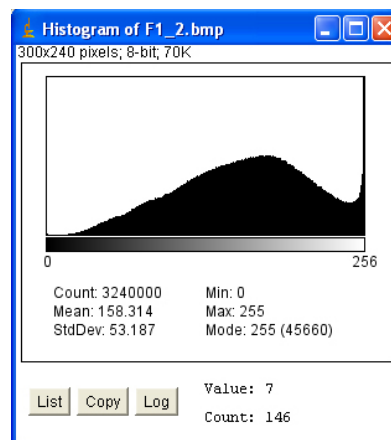 Histogram of F1_2.bmp
300x240 pixels; 8-bit; 70K
0 256
Count: 3240000 Min: 0
Mean: 158.314 Max: 255
StdDev: 53.187 Mode: 255 (45660)
List Copy Log Value: 7
Count: 146